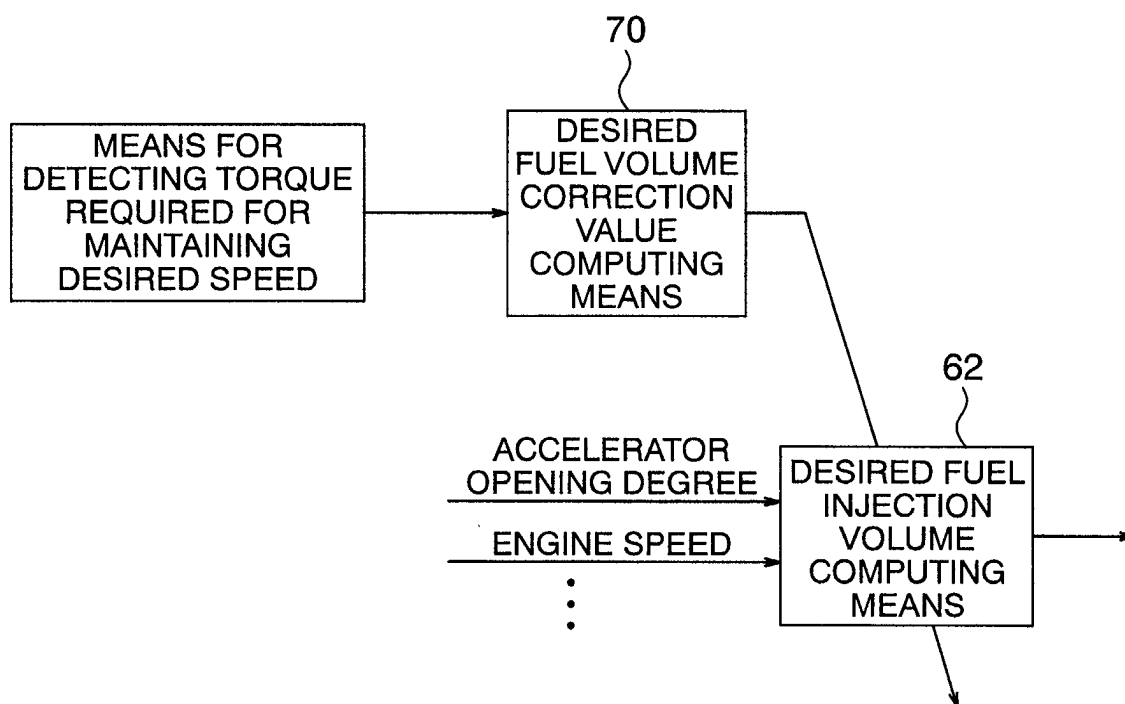 70
MEANS FOR
DETECTING TORQUE
REQUIRED FOR
MAINTAINING
DESIRED SPEED
DESIRED
FUEL VOLUME
CORRECTION
VALUE
COMPUTING
MEANS
62
ACCELERATOR
OPENING DEGREE
ENGINE SPEED
DESIRED FUEL
INJECTION
VOLUME
COMPUTING
MEANS